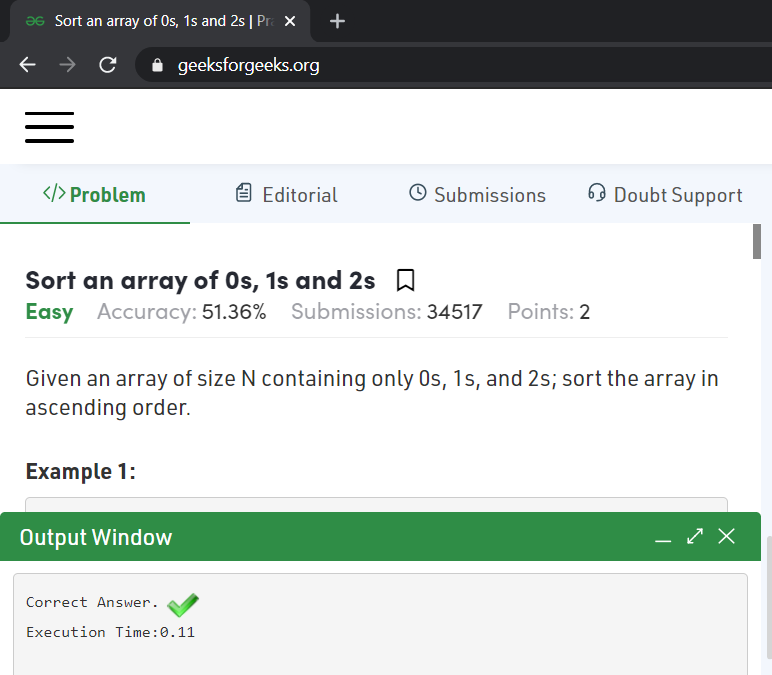 Sort an array of 0s, 1s and 2s | Pra
geeksforgeeks.org
</> Problem Editorial Submissions Doubt Support
Sort an array of 0s, 1s and 2s
Easy Accuracy: 51.36% Submissions: 34517 Points: 2
Given an array of size N containing only 0s, 1s, and 2s; sort the array in
ascending order.
Example 1:
Output Window
Correct Answer.
Execution Time:0.11